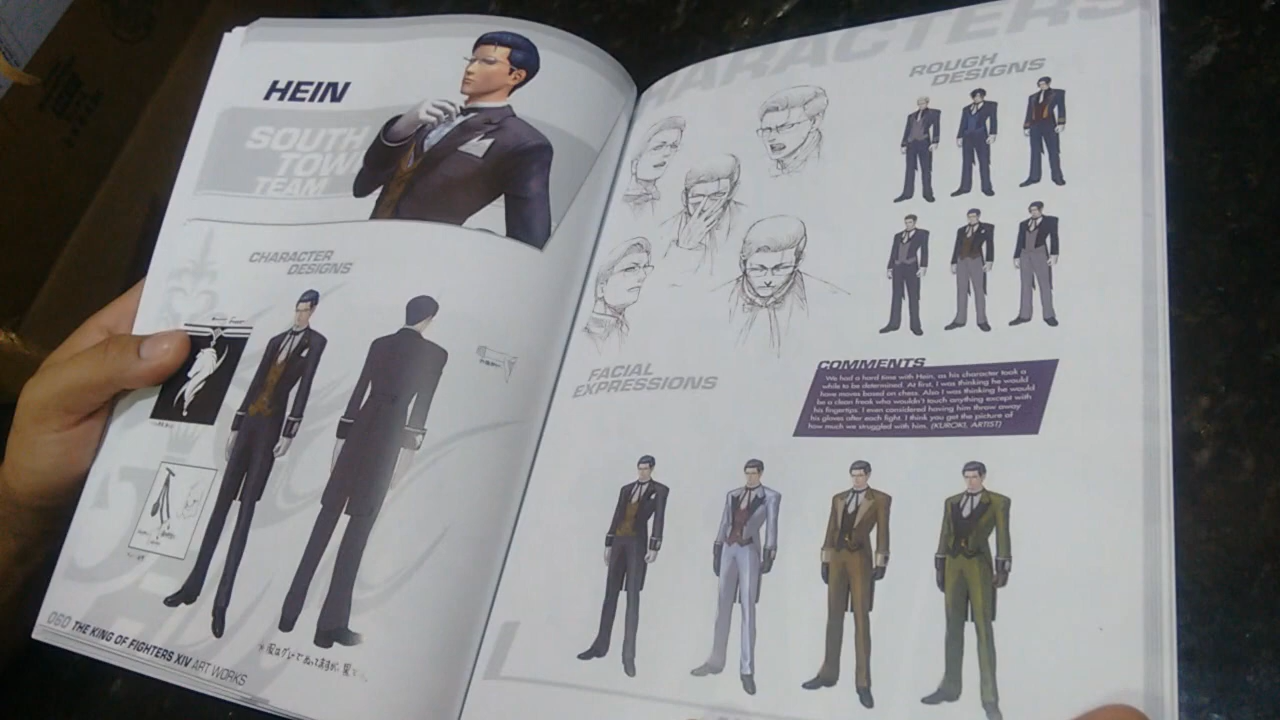 HEIN
SOUTH
TOWN
TEAM
CHARACTER
DESIGNS
060 THE KING OF FIGHTERS XIV ART WORKS
CHARACTERS
ROUGH
DESIGNS
FACIAL
EXPRESSIONS
COMMENTS
We had a hard time with Hein, as his character took a
while to be determined. At first, I was thinking he would
have moves based on chess. Also I was thinking he would
be a clean freak who wouldn't touch anything except with
his fingertips. I even considered having him throw away
his gloves after each fight. I think you get the picture of
how much we struggled with him. (KUROKI, ARTIST)